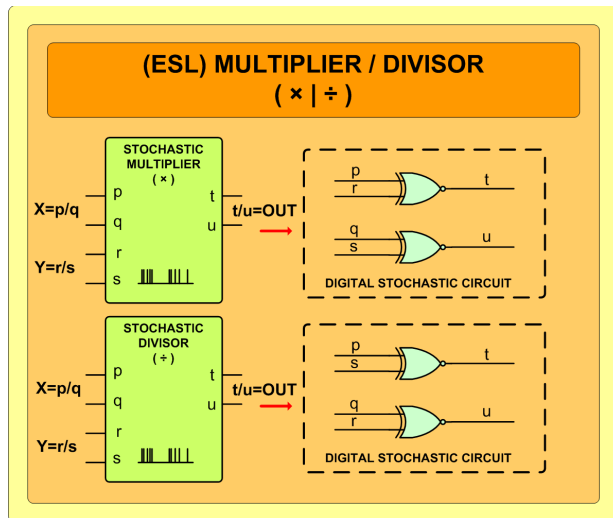 (ESL) MULTIPLIER / DIVISOR
( × | ÷ )
STOCHASTIC
MULTIPLIER
( × )
X=p/q
Y=r/s
p
q
r
s
t
u
t/u=OUT
p
r
t
q
s
u
DIGITAL STOCHASTIC CIRCUIT
STOCHASTIC
DIVISOR
( ÷ )
X=p/q
Y=r/s
p
q
r
s
t
u
t/u=OUT
p
s
t
q
r
u
DIGITAL STOCHASTIC CIRCUIT